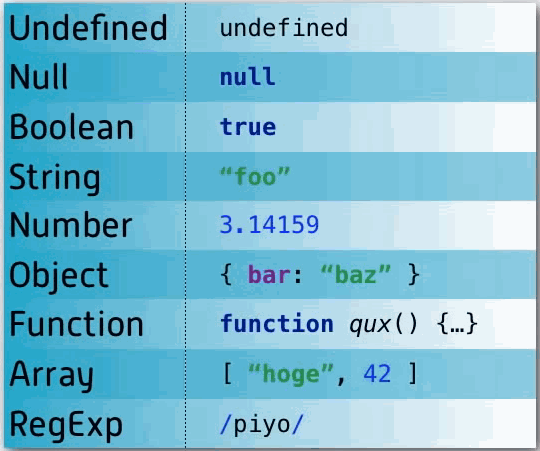 Undefined undefined
Null null
Boolean true
String “foo”
Number 3.14159
Object { bar: “baz” }
Function function qux() {…}
Array [ “hoge”, 42 ]
RegExp /piyo/